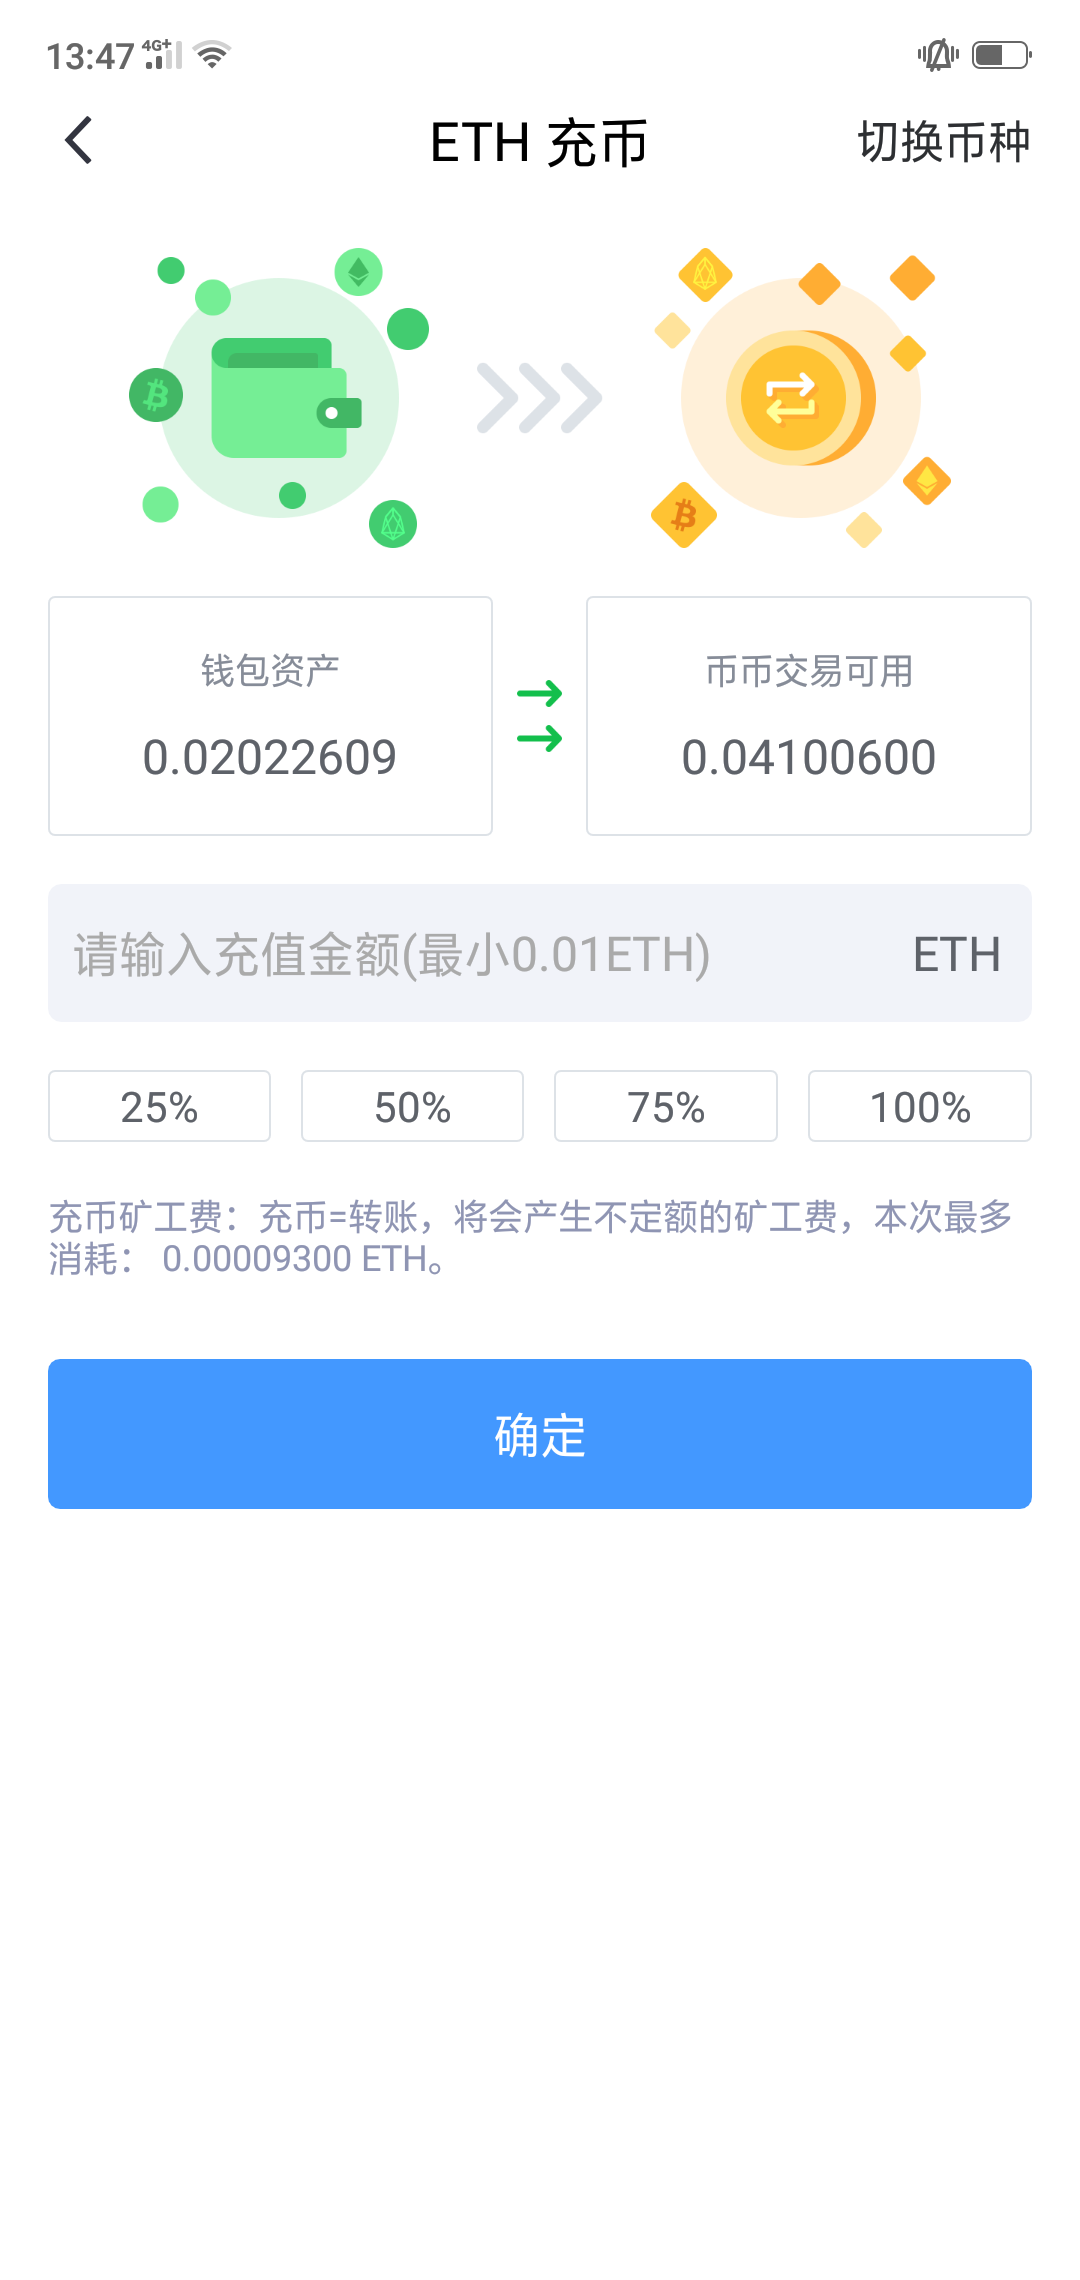 13:47 4G+
ETH 充币
切换币种
钱包资产
币币交易可用
0.02022609
0.04100600
请输入充值金额(最小0.01ETH)
ETH
25%
50%
75%
100%
充币矿工费：充币=转账，将会产生不定额的矿工费，本次最多
消耗： 0.00009300 ETH。
确定